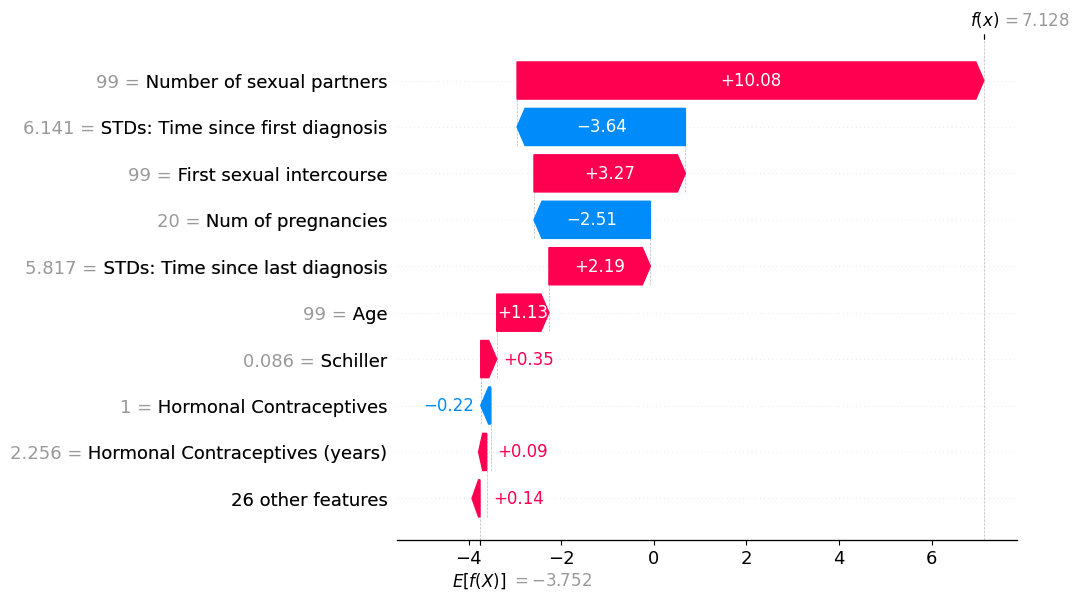 f(x) = 7.128
99 = Number of sexual partners
+10.08
6.141 = STDs: Time since first diagnosis
−3.64
99 = First sexual intercourse
+3.27
20 = Num of pregnancies
−2.51
5.817 = STDs: Time since last diagnosis
+2.19
99 = Age
+1.13
0.086 = Schiller
+0.35
1 = Hormonal Contraceptives
−0.22
2.256 = Hormonal Contraceptives (years)
+0.09
26 other features
+0.14
−4 −2 0 2 4 6
E[f(X)] = −3.752